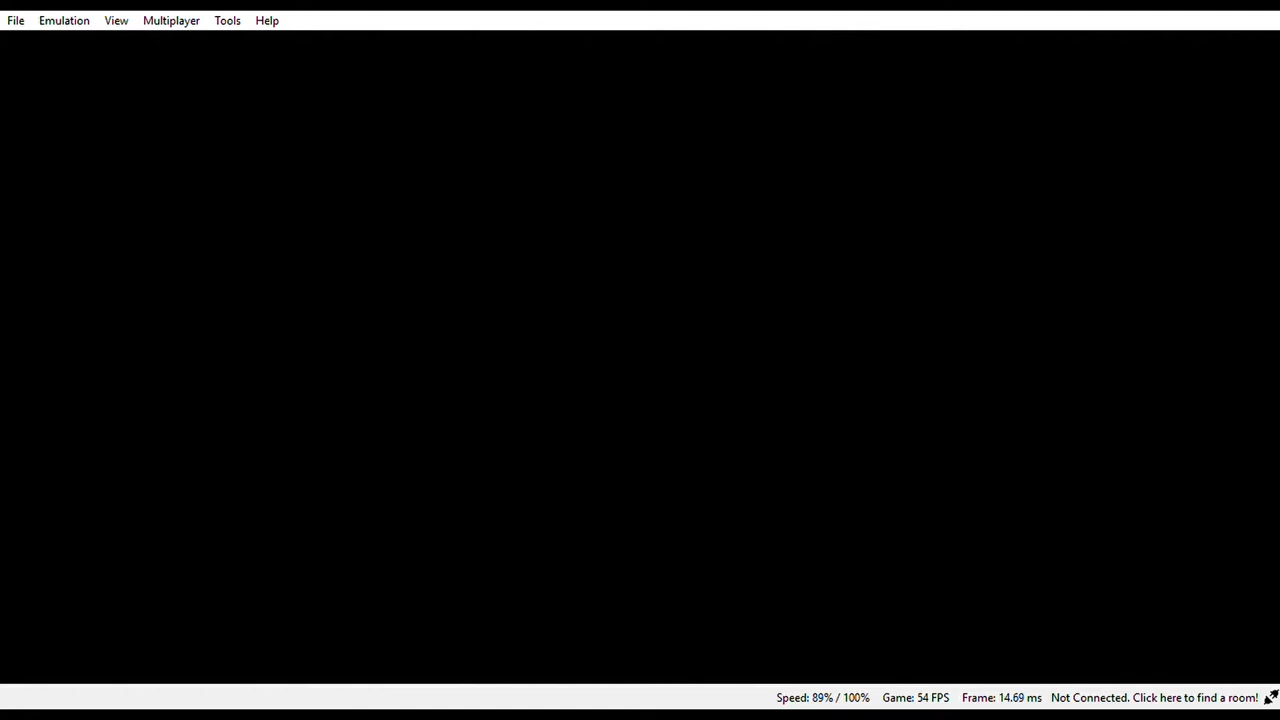 File Emulation View Multiplayer Tools Help
Speed: 89% / 100% Game: 54 FPS Frame: 14.69 ms Not Connected. Click here to find a room!